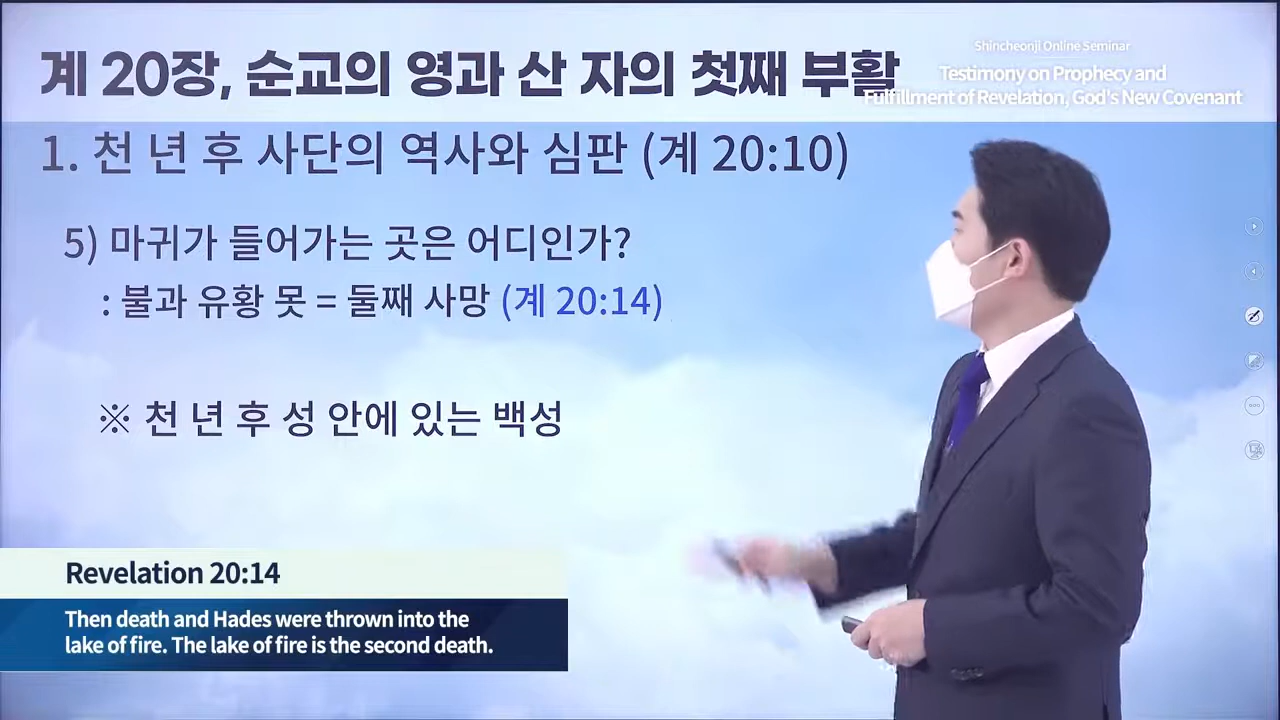 계 20장, 순교의 영과 산 자의 첫째 부활
Shincheonji Online Seminar
Testimony on Prophecy and
Fulfillment of Revelation, God's New Covenant
1. 천 년 후 사단의 역사와 심판 (계 20:10)
5) 마귀가 들어가는 곳은 어디인가?
: 불과 유황 못 = 둘째 사망 (계 20:14)
※ 천 년 후 성 안에 있는 백성
Revelation 20:14
Then death and Hades were thrown into the
lake of fire. The lake of fire is the second death.